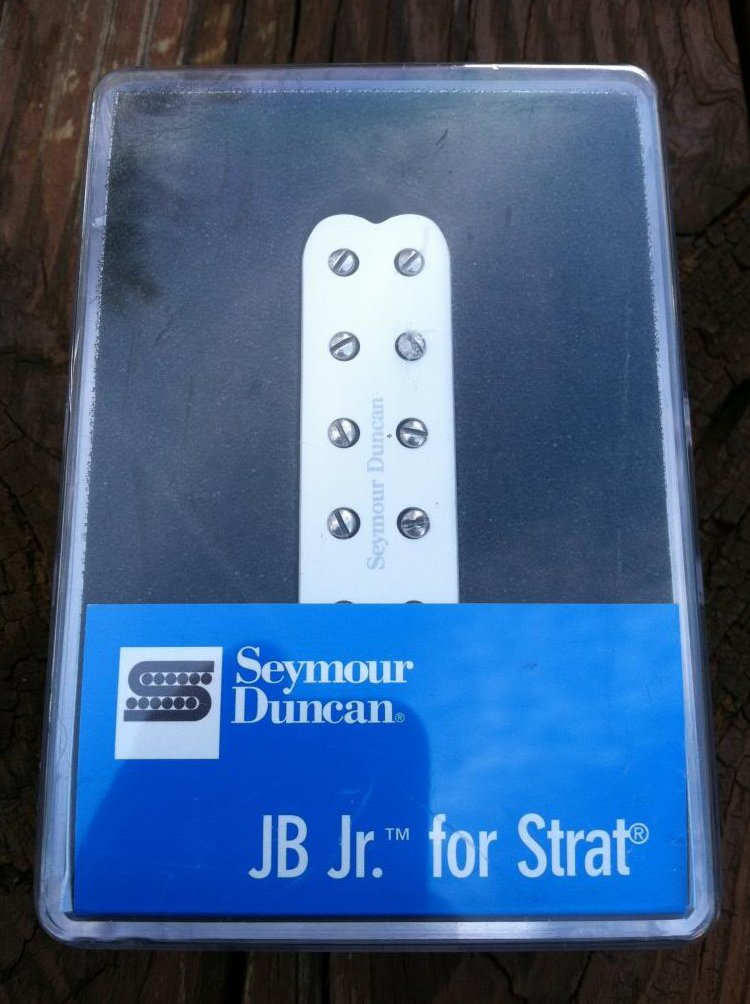 Seymour Duncan
Seymour
Duncan®
JB Jr.™ for Strat®